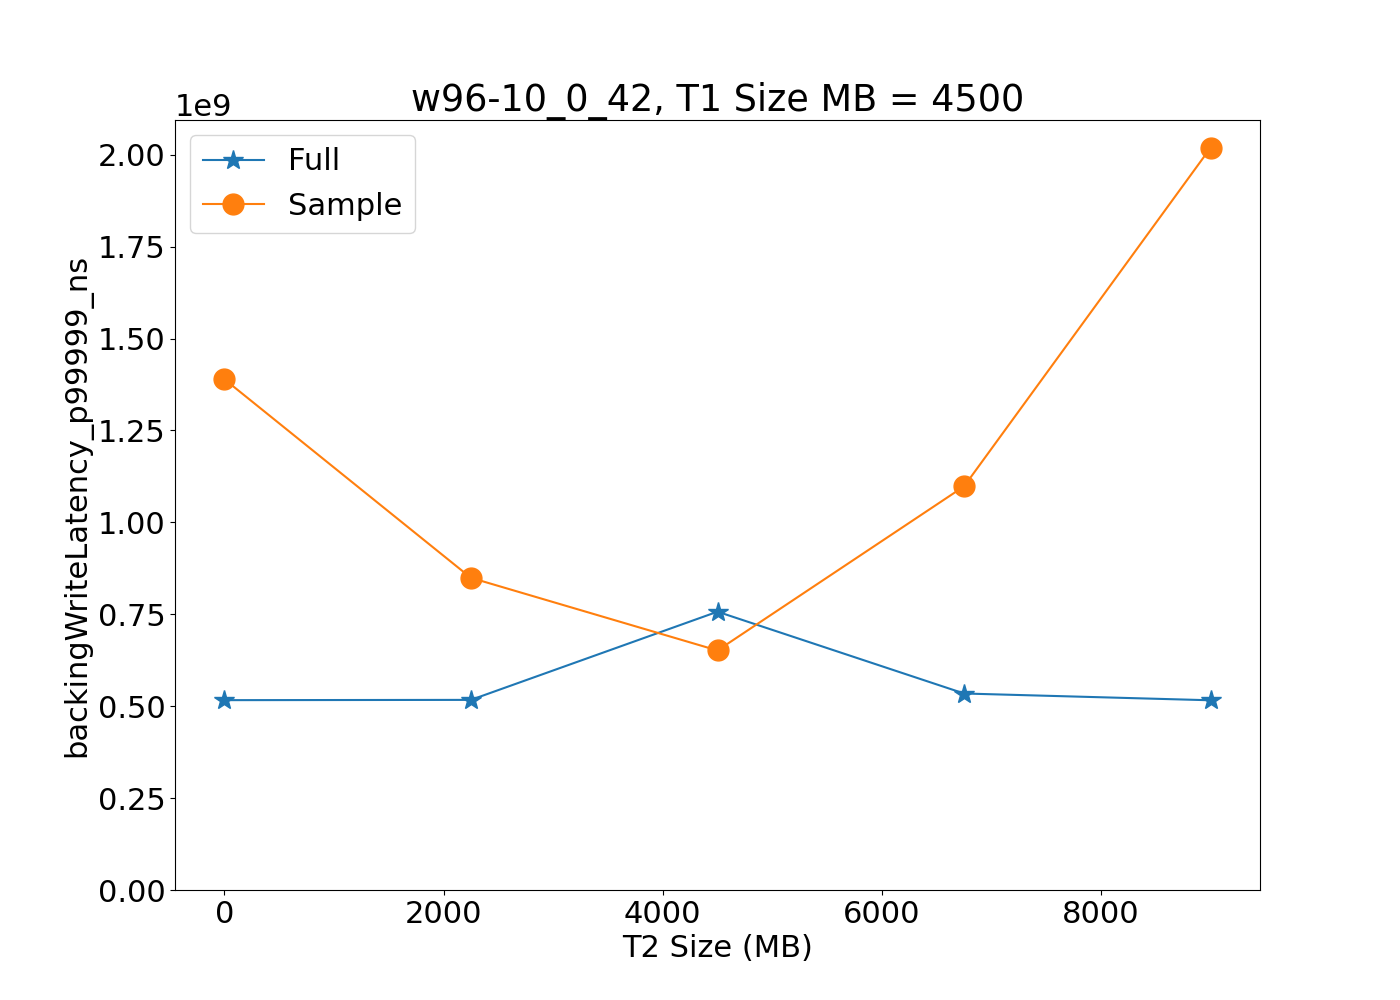 w96-10_0_42, T1 Size MB = 4500
1e9
Full
Sample
2.00
1.75
1.50
1.25
1.00
0.75
0.50
0.25
0.00
backingWriteLatency_p99999_ns
0 2000 4000 6000 8000
T2 Size (MB)